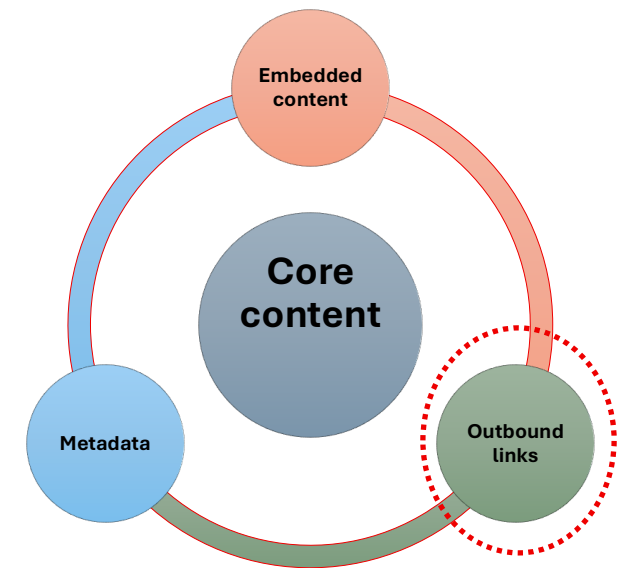 Embedded
content
Core
content
Metadata
Outbound
links